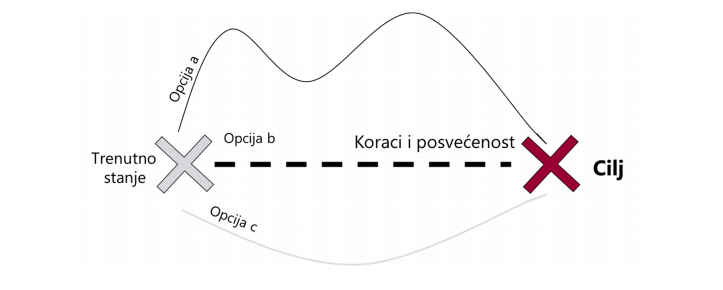 Opcija a
Opcija b
Koraci i posvećenost
Trenutno
stanje
Cilj
Opcija c